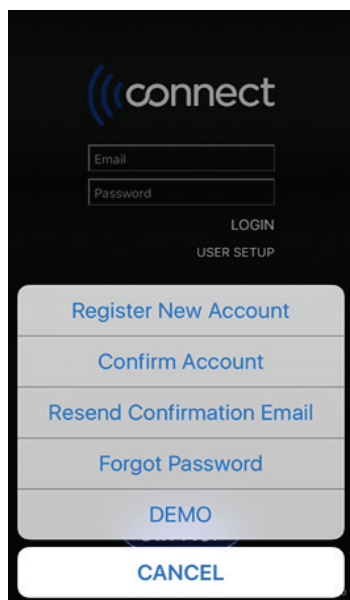 connect
Email
Password
LOGIN
USER SETUP
Register New Account
Confirm Account
Resend Confirmation Email
Forgot Password
DEMO
CANCEL